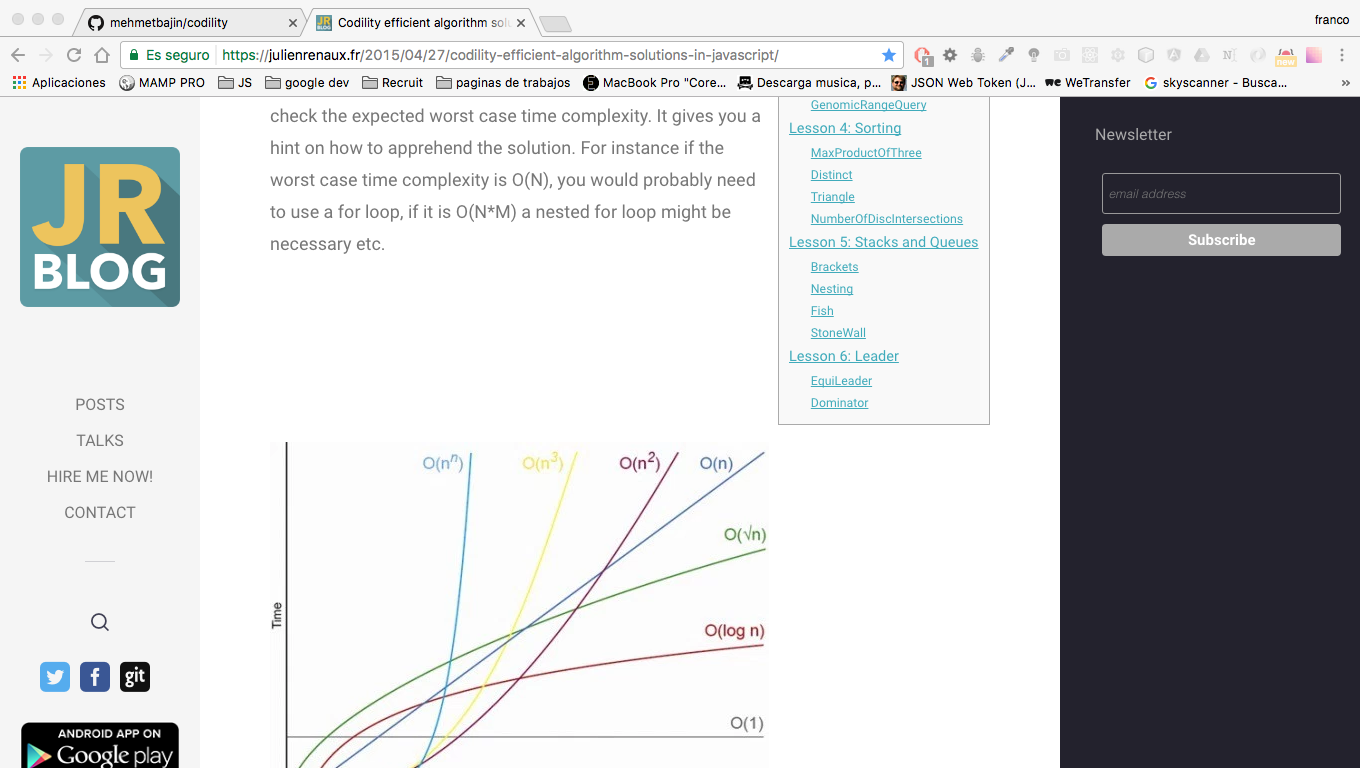 mehmetbajin/codility
Codility efficient algorithm solu
franco
Es seguro
https://julienrenaux.fr/2015/04/27/codility-efficient-algorithm-solutions-in-javascript/
1
new
Aplicaciones
MAMP PRO
JS
google dev
Recruit
paginas de trabajos
MacBook Pro "Core...
Descarga musica, p...
JSON Web Token (J...
we WeTransfer
skyscanner - Busca...
»
JR
BLOG
POSTS
TALKS
HIRE ME NOW!
CONTACT
git
ANDROID APP ON
Google play
check the expected worst case time complexity. It gives you a
hint on how to apprehend the solution. For instance if the
worst case time complexity is O(N), you would probably need
to use a for loop, if it is O(N*M) a nested for loop might be
necessary etc.
GenomicRangeQuery
Lesson 4: Sorting
MaxProductOfThree
Distinct
Triangle
NumberOfDiscIntersections
Lesson 5: Stacks and Queues
Brackets
Nesting
Fish
StoneWall
Lesson 6: Leader
EquiLeader
Dominator
O(nⁿ)
O(n³)
O(n²)
O(n)
O(√n)
O(log n)
O(1)
Time
Newsletter
email address
Subscribe